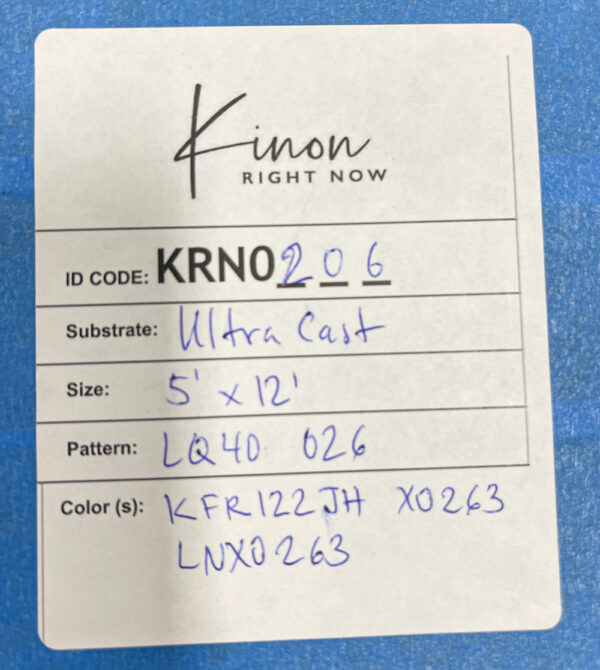 Kinon
RIGHT NOW
ID CODE: KRN0206
Substrate: Ultra Cast
Size: 5' x 12'
Pattern: LQ40 026
Color (s): KFR122JH X0263
LNX0263